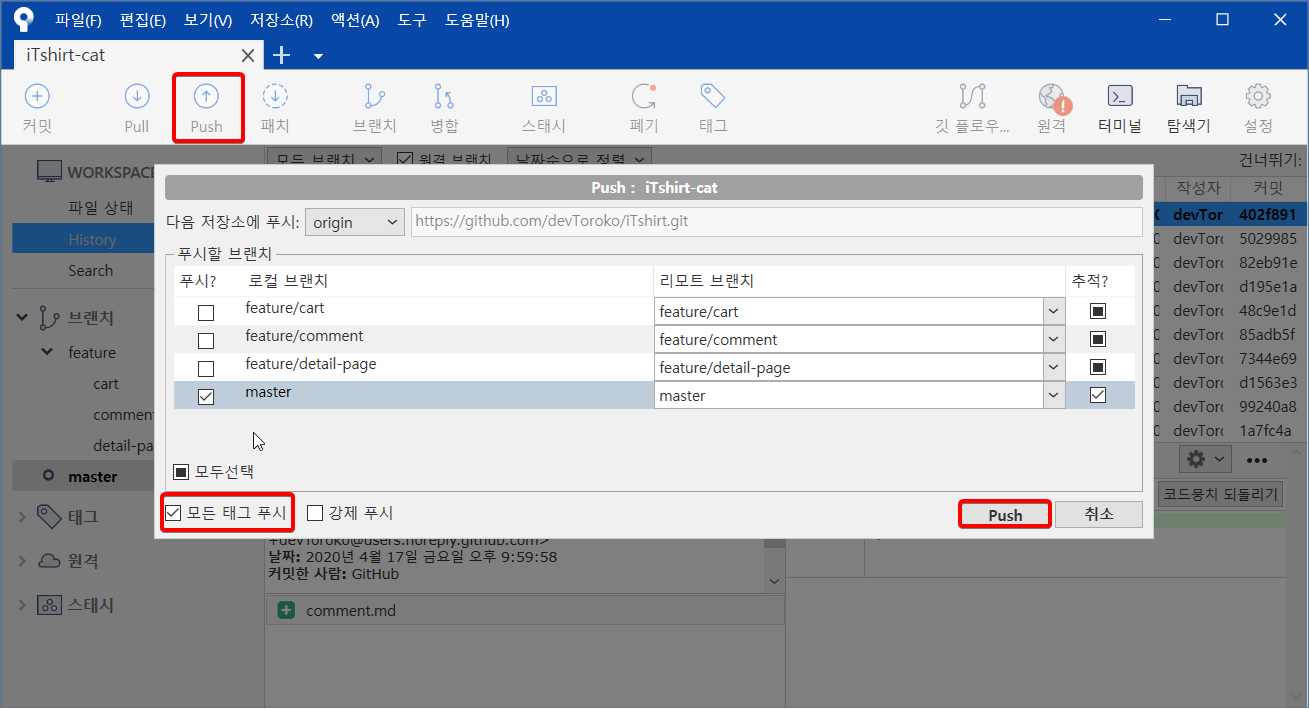 파일(F) 편집(E) 보기(V) 저장소(R) 액션(A) 도구 도움말(H)
iTshirt-cat
커밋 Pull Push 패치 브랜치 병합 스태시 폐기 태그 깃 플로우... 원격 터미널 탐색기 설정
모두 브랜치 원격 브랜치 날짜순으로 정렬 건너뛰기:
WORKSPACE
파일 상태
History
Search
브랜치
feature
cart
comment
detail-pa
master
태그
원격
스태시
Push : iTshirt-cat
다음 저장소에 푸시: origin https://github.com/devToroko/iTshirt.git
푸시할 브랜치
푸시? 로컬 브랜치 리모트 브랜치 추적?
feature/cart feature/cart
feature/comment feature/comment
feature/detail-page feature/detail-page
master master
모두선택
모든 태그 푸시 강제 푸시 Push 취소
작성자 커밋
devTor 402f891
devTorc 5029985
devTorc 82eb91e
devTorc d195e1a
devTorc 48c9e1d
devTorc 85adb5f
devTorc 7344e69
devTorc d1563e3
devTorc 99240a8
devTorc 1a7fc4a
코드뭉치 되돌리기
+devToroko@users.noreply.github.com>
날짜: 2020년 4월 17일 금요일 오후 9:59:58
커밋한 사람: GitHub
comment.md